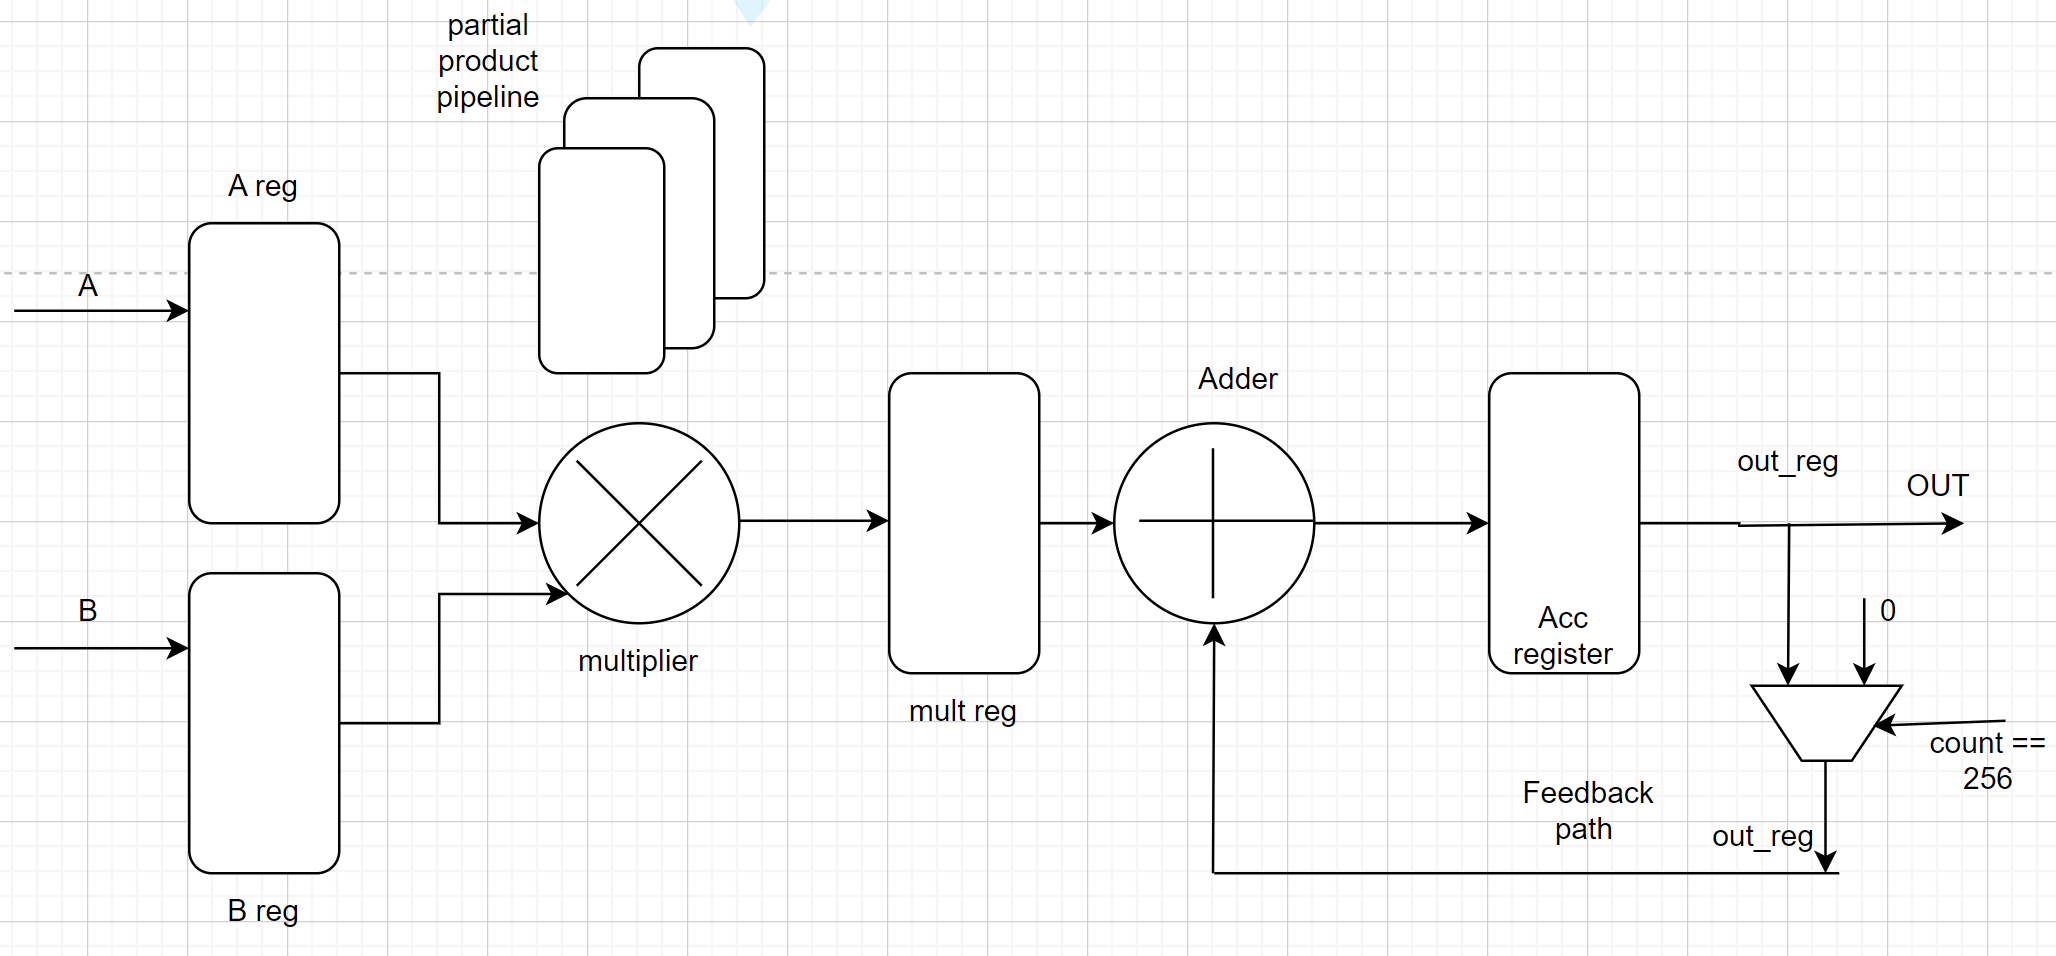 partial
product
pipeline
A reg
A
Adder
out_reg
OUT
B
multiplier
Acc
register
0
mult reg
count ==
256
Feedback
path
out_reg
B reg